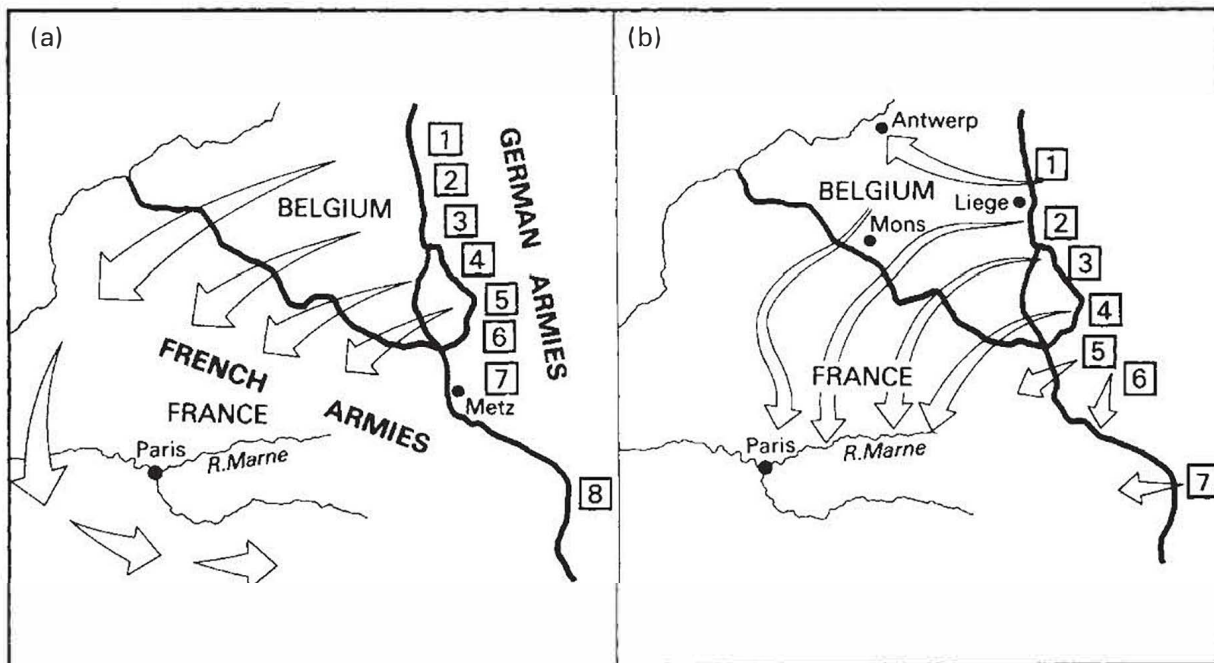 (a)
1
2
3
4
5
6
7
8
GERMAN ARMIES
BELGIUM
FRENCH
ARMIES
FRANCE
Metz
Paris
R.Marne
(b)
Antwerp
1
BELGIUM
Liege
Mons
2
3
4
5
6
7
FRANCE
Paris
R.Marne